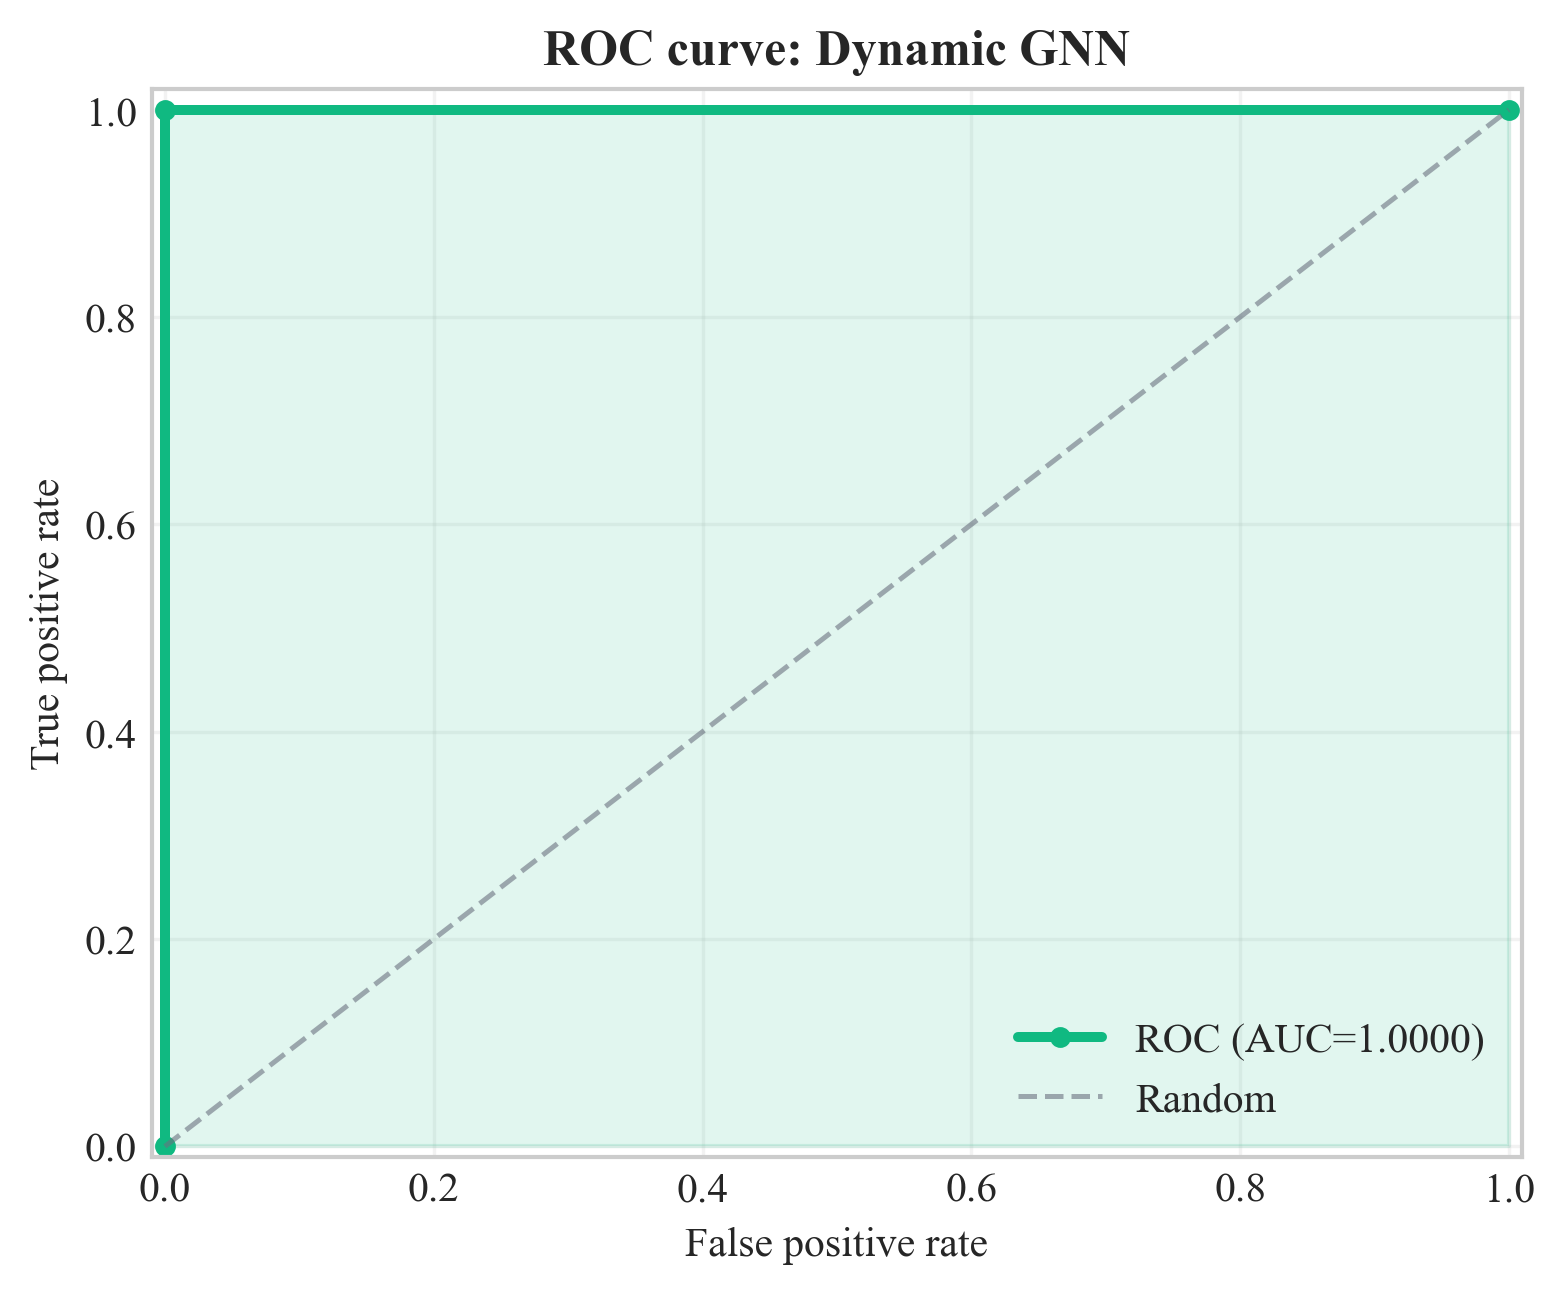 ROC curve: Dynamic GNN
1.0
0.8
0.6
0.4
0.2
0.0
True positive rate
ROC (AUC=1.0000)
Random
0.0 0.2 0.4 0.6 0.8 1.0
False positive rate